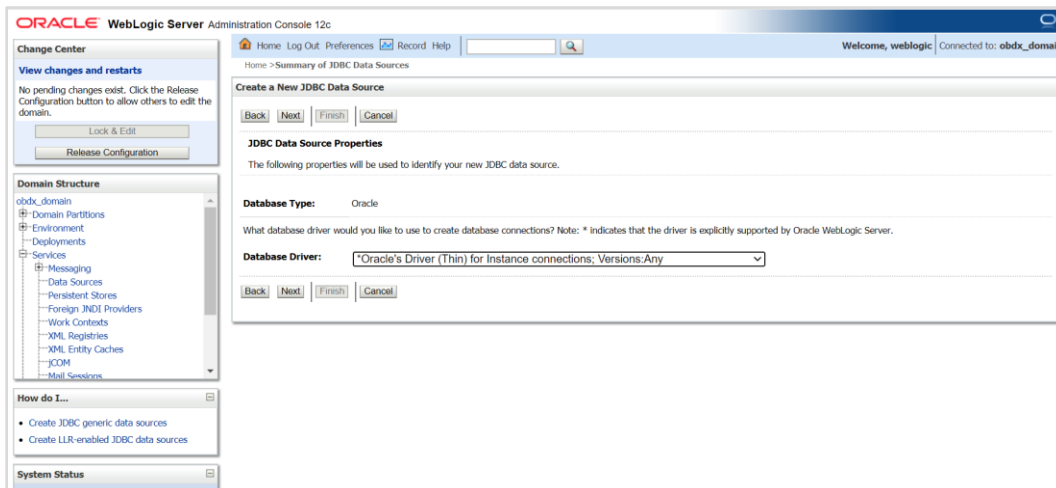 ORACLE WebLogic Server Administration Console 12c
Change Center
View changes and restarts
No pending changes exist. Click the Release
Configuration button to allow others to edit the
domain.
Lock & Edit
Release Configuration
Domain Structure
obdx_domain
Domain Partitions
Environment
Deployments
Services
Messaging
Data Sources
Persistent Stores
Foreign JNDI Providers
Work Contexts
XML Registries
XML Entity Caches
jCOM
Mail Sessions
How do I...
Create JDBC generic data sources
Create LLR-enabled JDBC data sources
System Status
Home Log Out Preferences Record Help
Welcome, weblogic Connected to: obdx_domai
Home >Summary of JDBC Data Sources
Create a New JDBC Data Source
Back Next Finish Cancel
JDBC Data Source Properties
The following properties will be used to identify your new JDBC data source.
Database Type: Oracle
What database driver would you like to use to create database connections? Note: * indicates that the driver is explicitly supported by Oracle WebLogic Server.
Database Driver: *Oracle's Driver (Thin) for Instance connections; Versions:Any
Back Next Finish Cancel